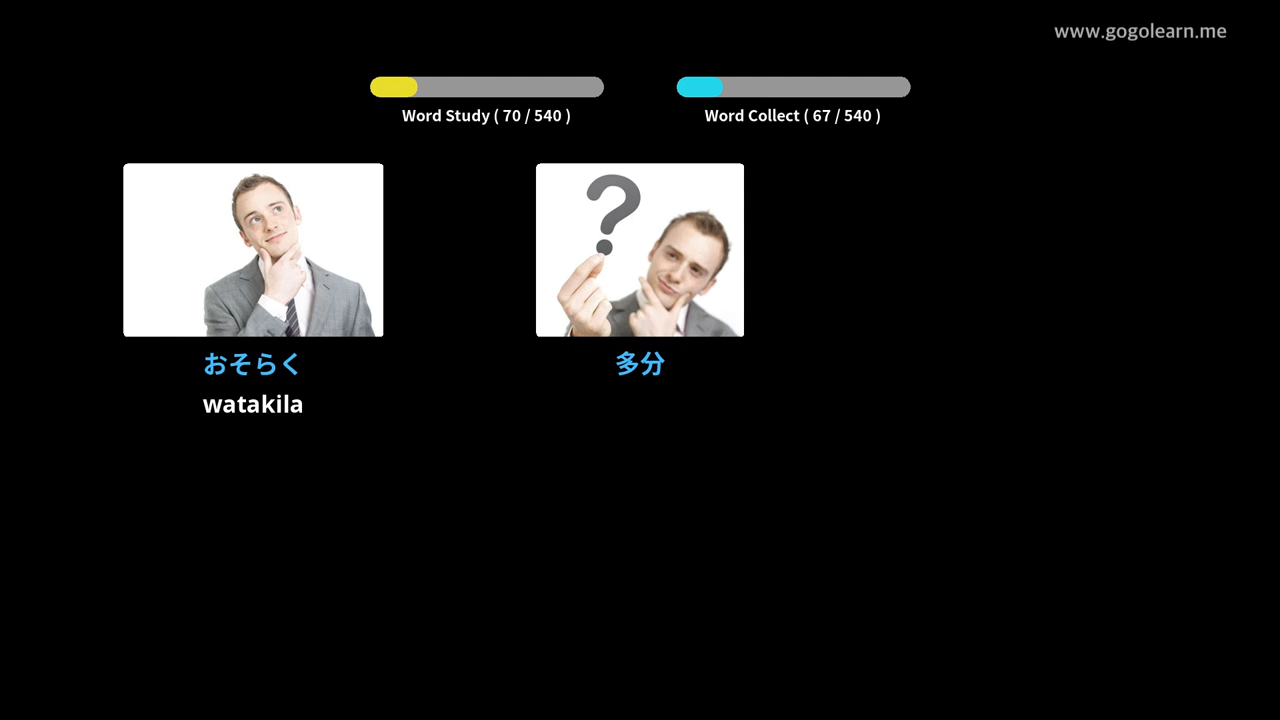 www.gogolearn.me
Word Study ( 70 / 540 )
Word Collect ( 67 / 540 )
?
おそらく
多分
watakila